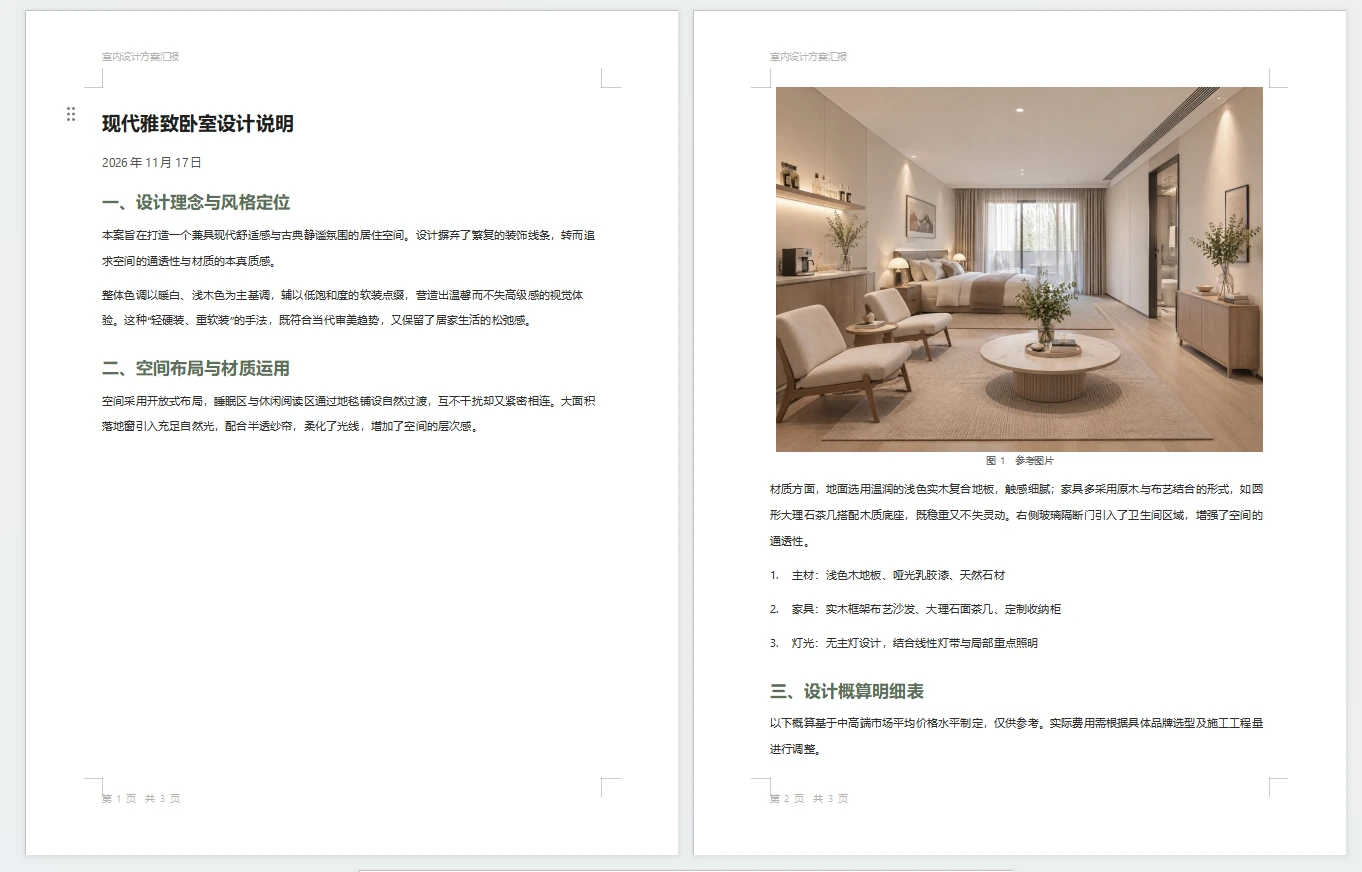 室内设计方案汇报
现代雅致卧室设计说明
2026年11月17日
一、设计理念与风格定位
本案旨在打造一个兼具现代舒适感与古典静谧氛围的居住空间。设计摒弃了繁复的装饰线条，转而追
求空间的通透性与材质的本真质感。
整体色调以暖白、浅木色为主基调，辅以低饱和度的软装点缀，营造出温馨而不失高级感的视觉体
验。这种“轻硬装、重软装”的手法，既符合当代审美趋势，又保留了居家生活的松弛感。
二、空间布局与材质运用
空间采用开放式布局，睡眠区与休闲阅读区通过地毯铺设自然过渡，互不干扰却又紧密相连。大面积
落地窗引入充足自然光，配合半透纱帘，柔化了光线，增加了空间的层次感。
第 1 页 共 3 页
室内设计方案汇报
图 1 参考图片
材质方面，地面选用温润的浅色实木复合地板，触感细腻；家具多采用原木与布艺结合的形式，如圆
形大理石茶几搭配木质底座，既稳重又不失灵动。右侧玻璃隔断门引入了卫生间区域，增强了空间的
通透性。
1. 主材：浅色木地板、哑光乳胶漆、天然石材
2. 家具：实木框架布艺沙发、大理石面茶几、定制收纳柜
3. 灯光：无主灯设计，结合线性灯带与局部重点照明
三、设计概算明细表
以下概算基于中高端市场平均价格水平制定，仅供参考。实际费用需根据具体品牌选型及施工工程量
进行调整。
第 2 页 共 3 页